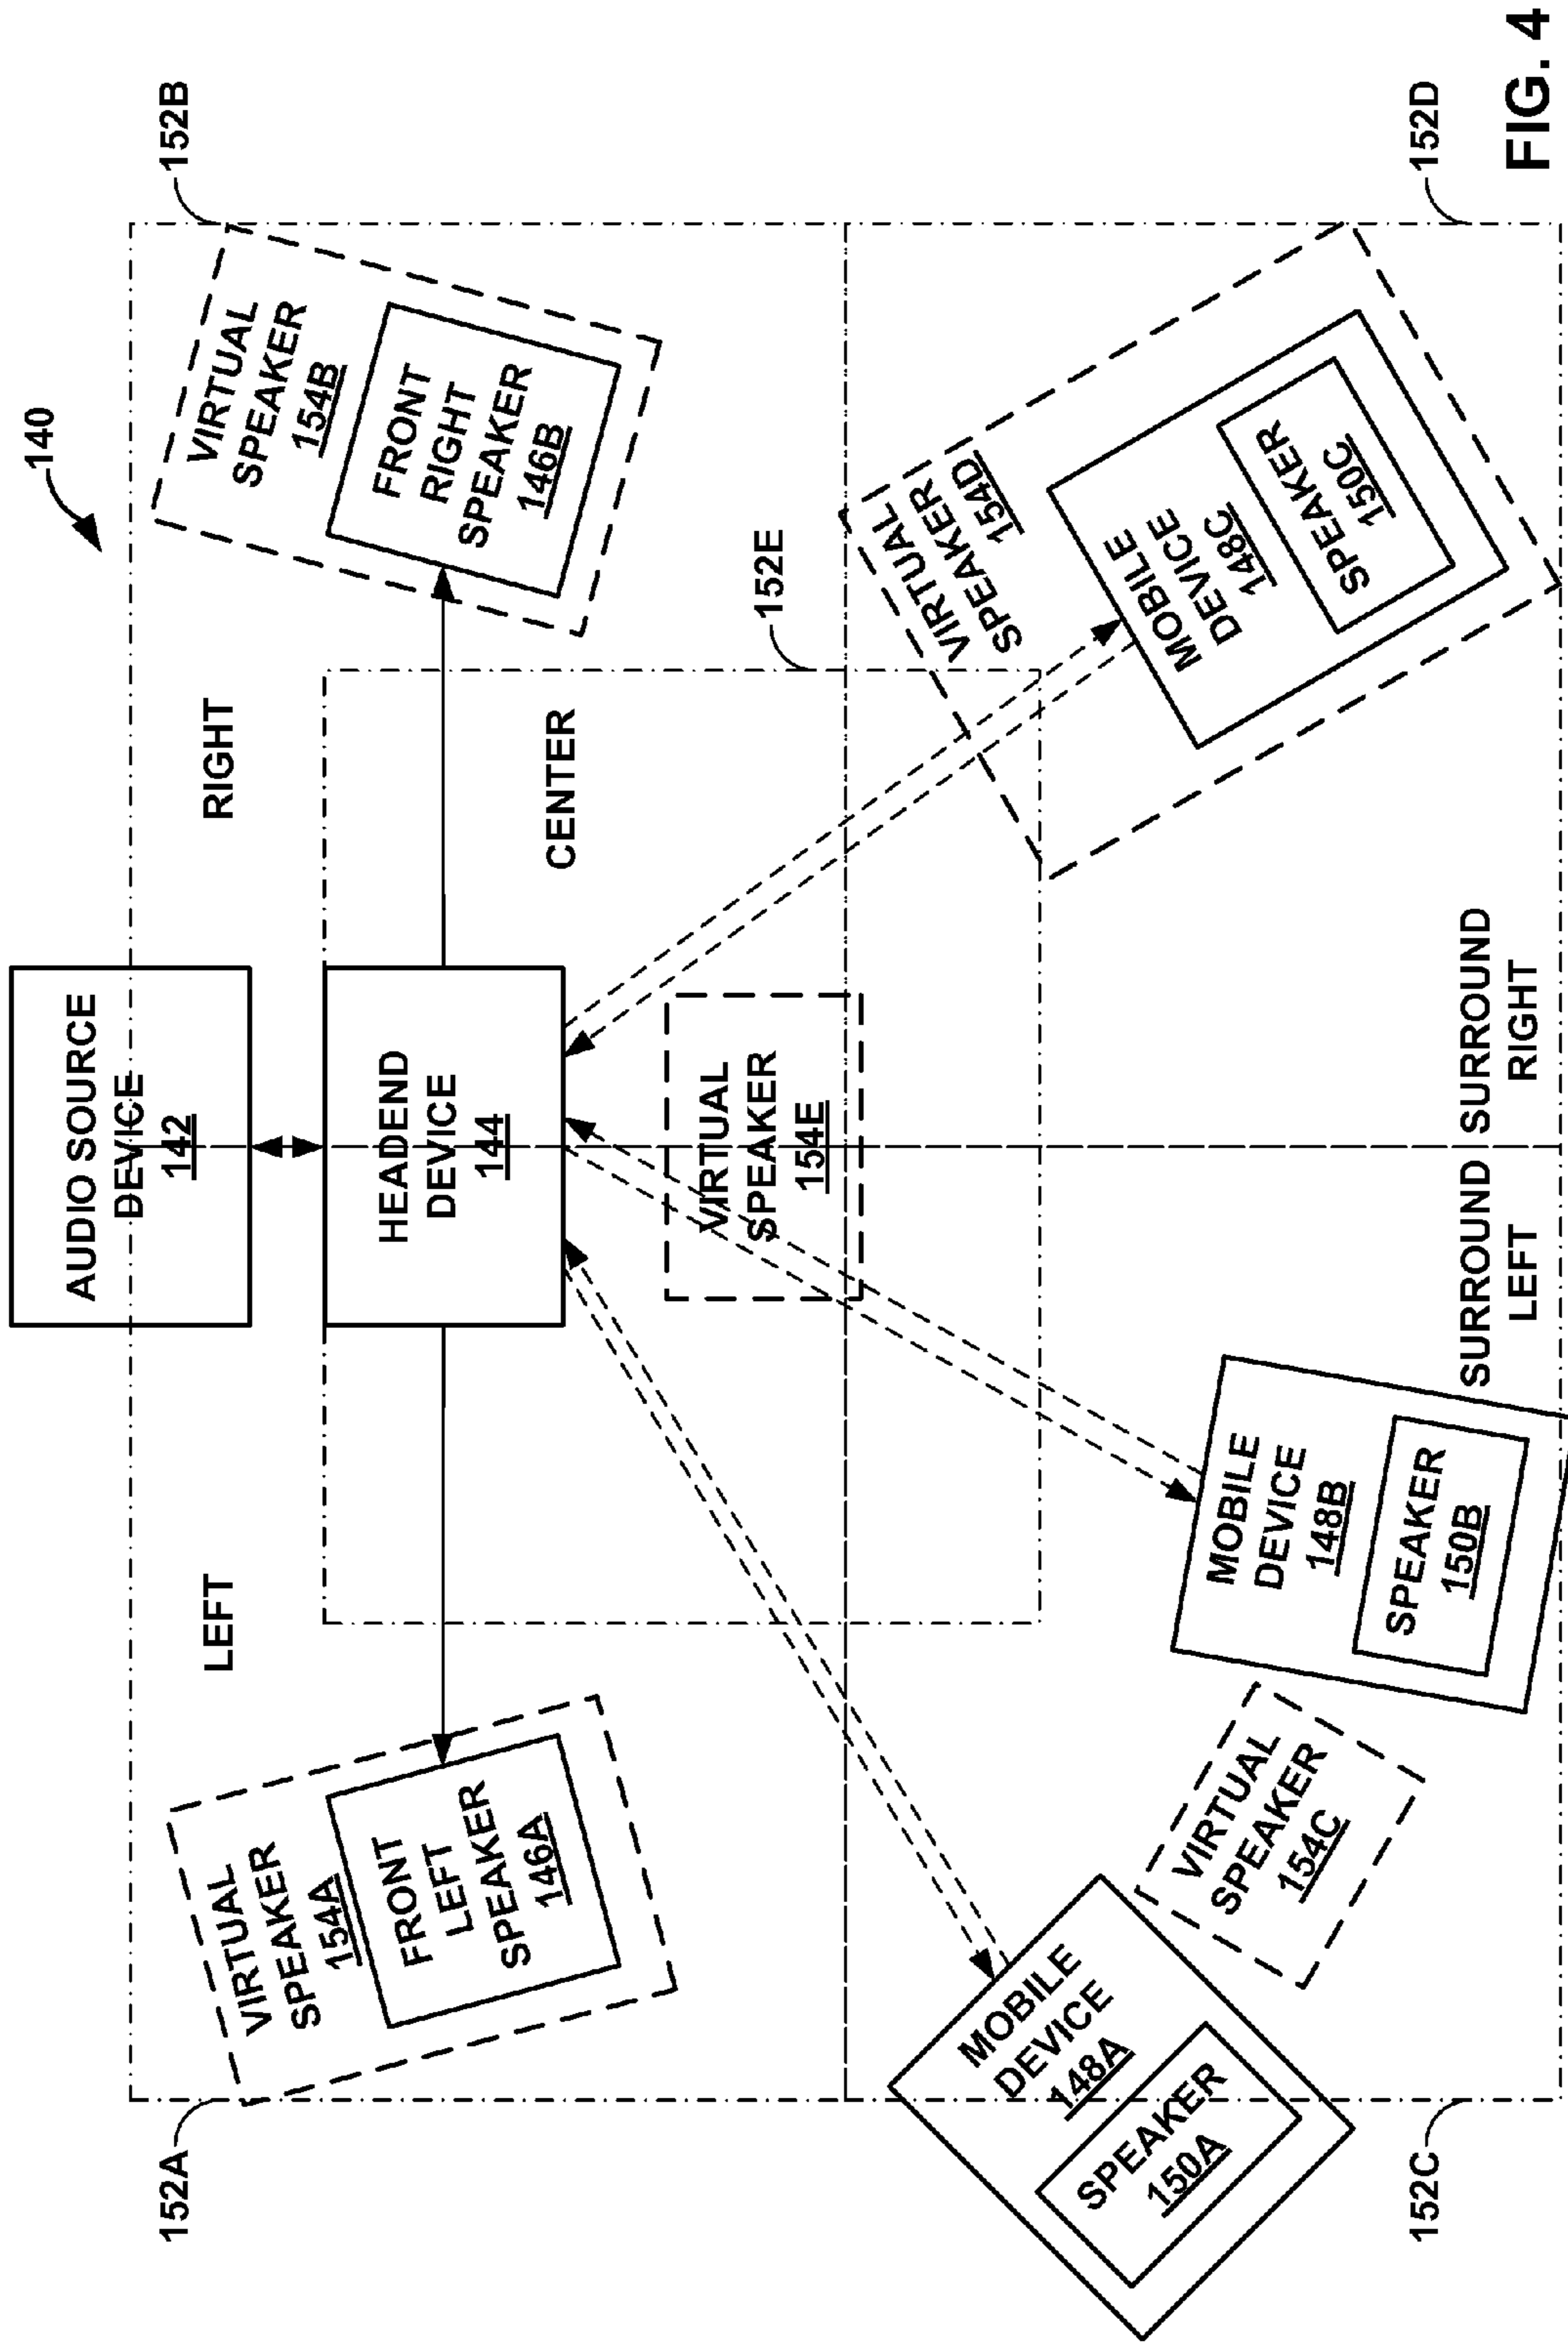 140
AUDIO SOURCE
DEVICE
142
152A
152B
LEFT
RIGHT
VIRTUAL
SPEAKER
154A
FRONT
LEFT
SPEAKER
146A
HEADEND
DEVICE
144
VIRTUAL
SPEAKER
154B
FRONT
RIGHT
SPEAKER
146B
CENTER
152E
VIRTUAL
SPEAKER
154E
MOBILE
DEVICE
148A
SPEAKER
150A
VIRTUAL
SPEAKER
154C
MOBILE
DEVICE
148B
SPEAKER
150B
VIRTUAL
SPEAKER
154D
MOBILE
DEVICE
148C
SPEAKER
150C
152C
SURROUND
LEFT
SURROUND
RIGHT
152D
FIG. 4